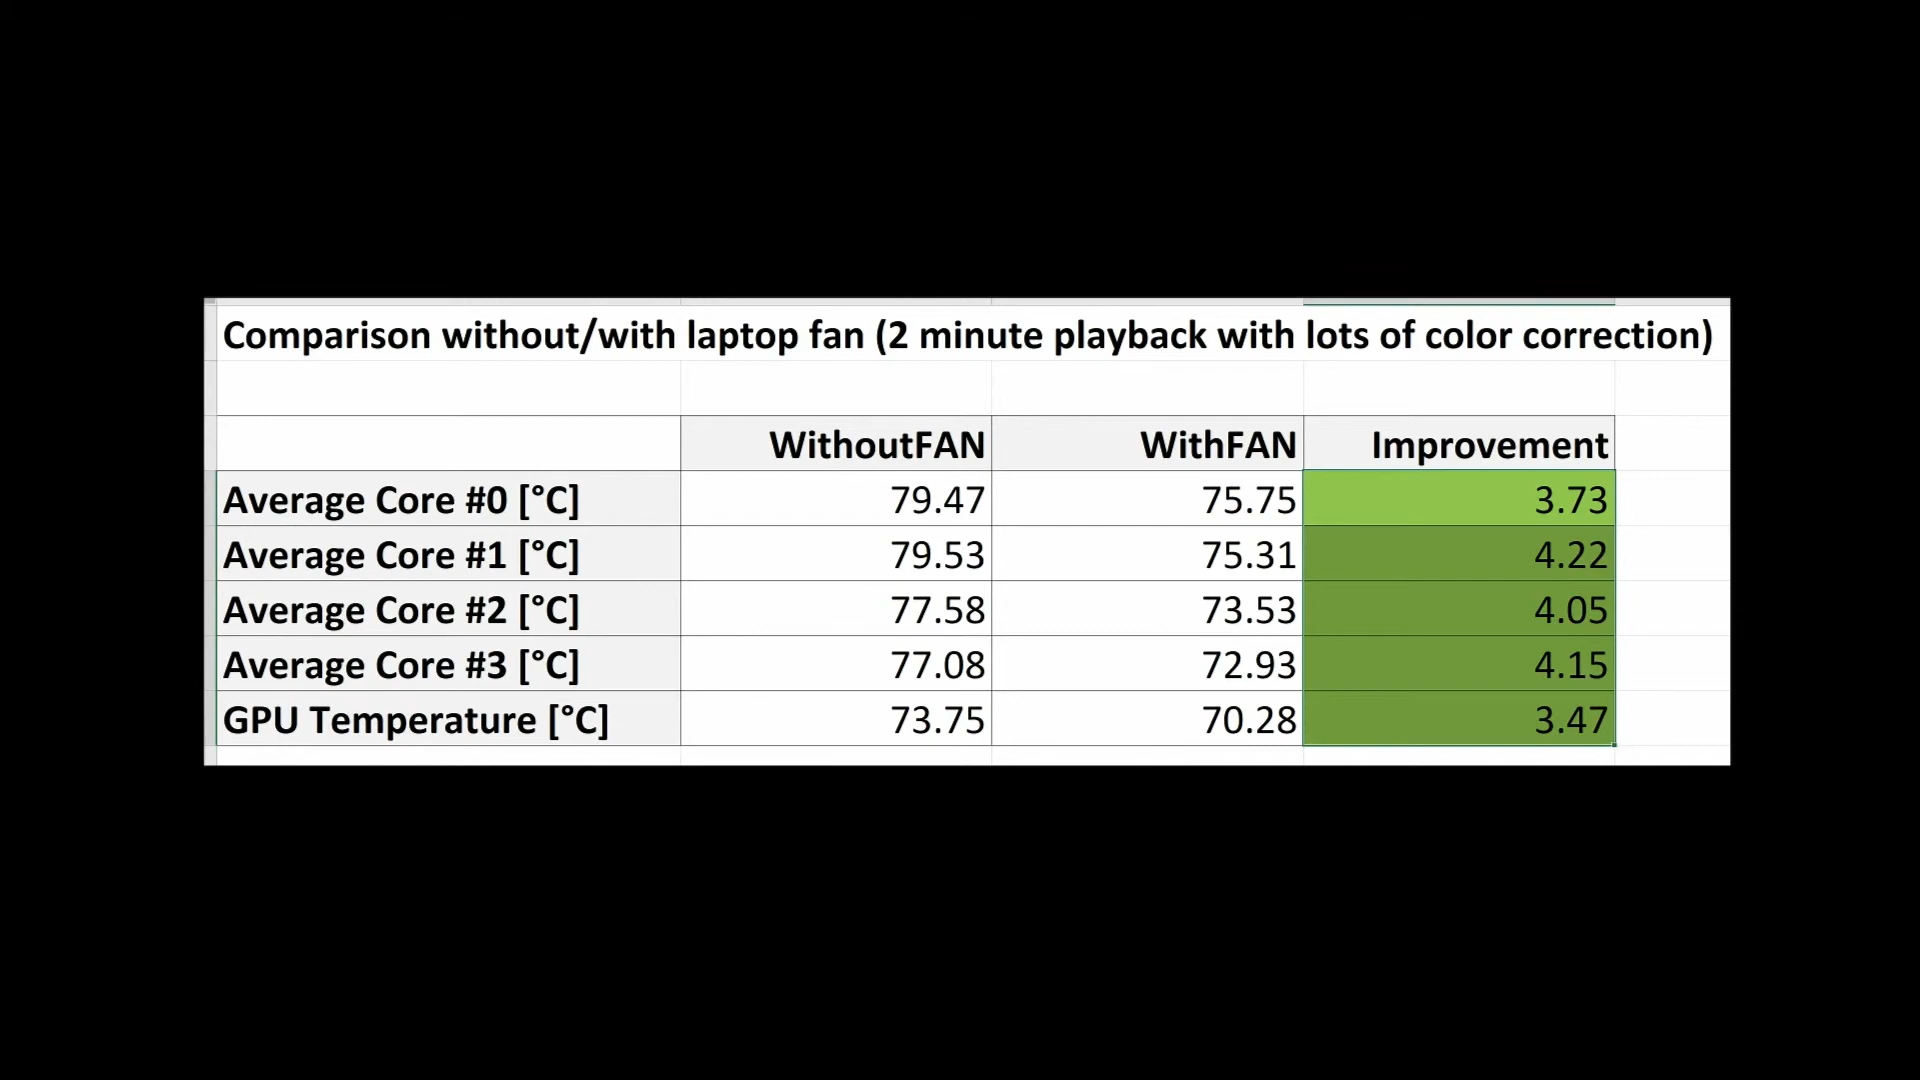 Comparison without/with laptop fan (2 minute playback with lots of color correction)
WithoutFAN WithFAN Improvement
Average Core #0 [°C] 79.47 75.75 3.73
Average Core #1 [°C] 79.53 75.31 4.22
Average Core #2 [°C] 77.58 73.53 4.05
Average Core #3 [°C] 77.08 72.93 4.15
GPU Temperature [°C] 73.75 70.28 3.47